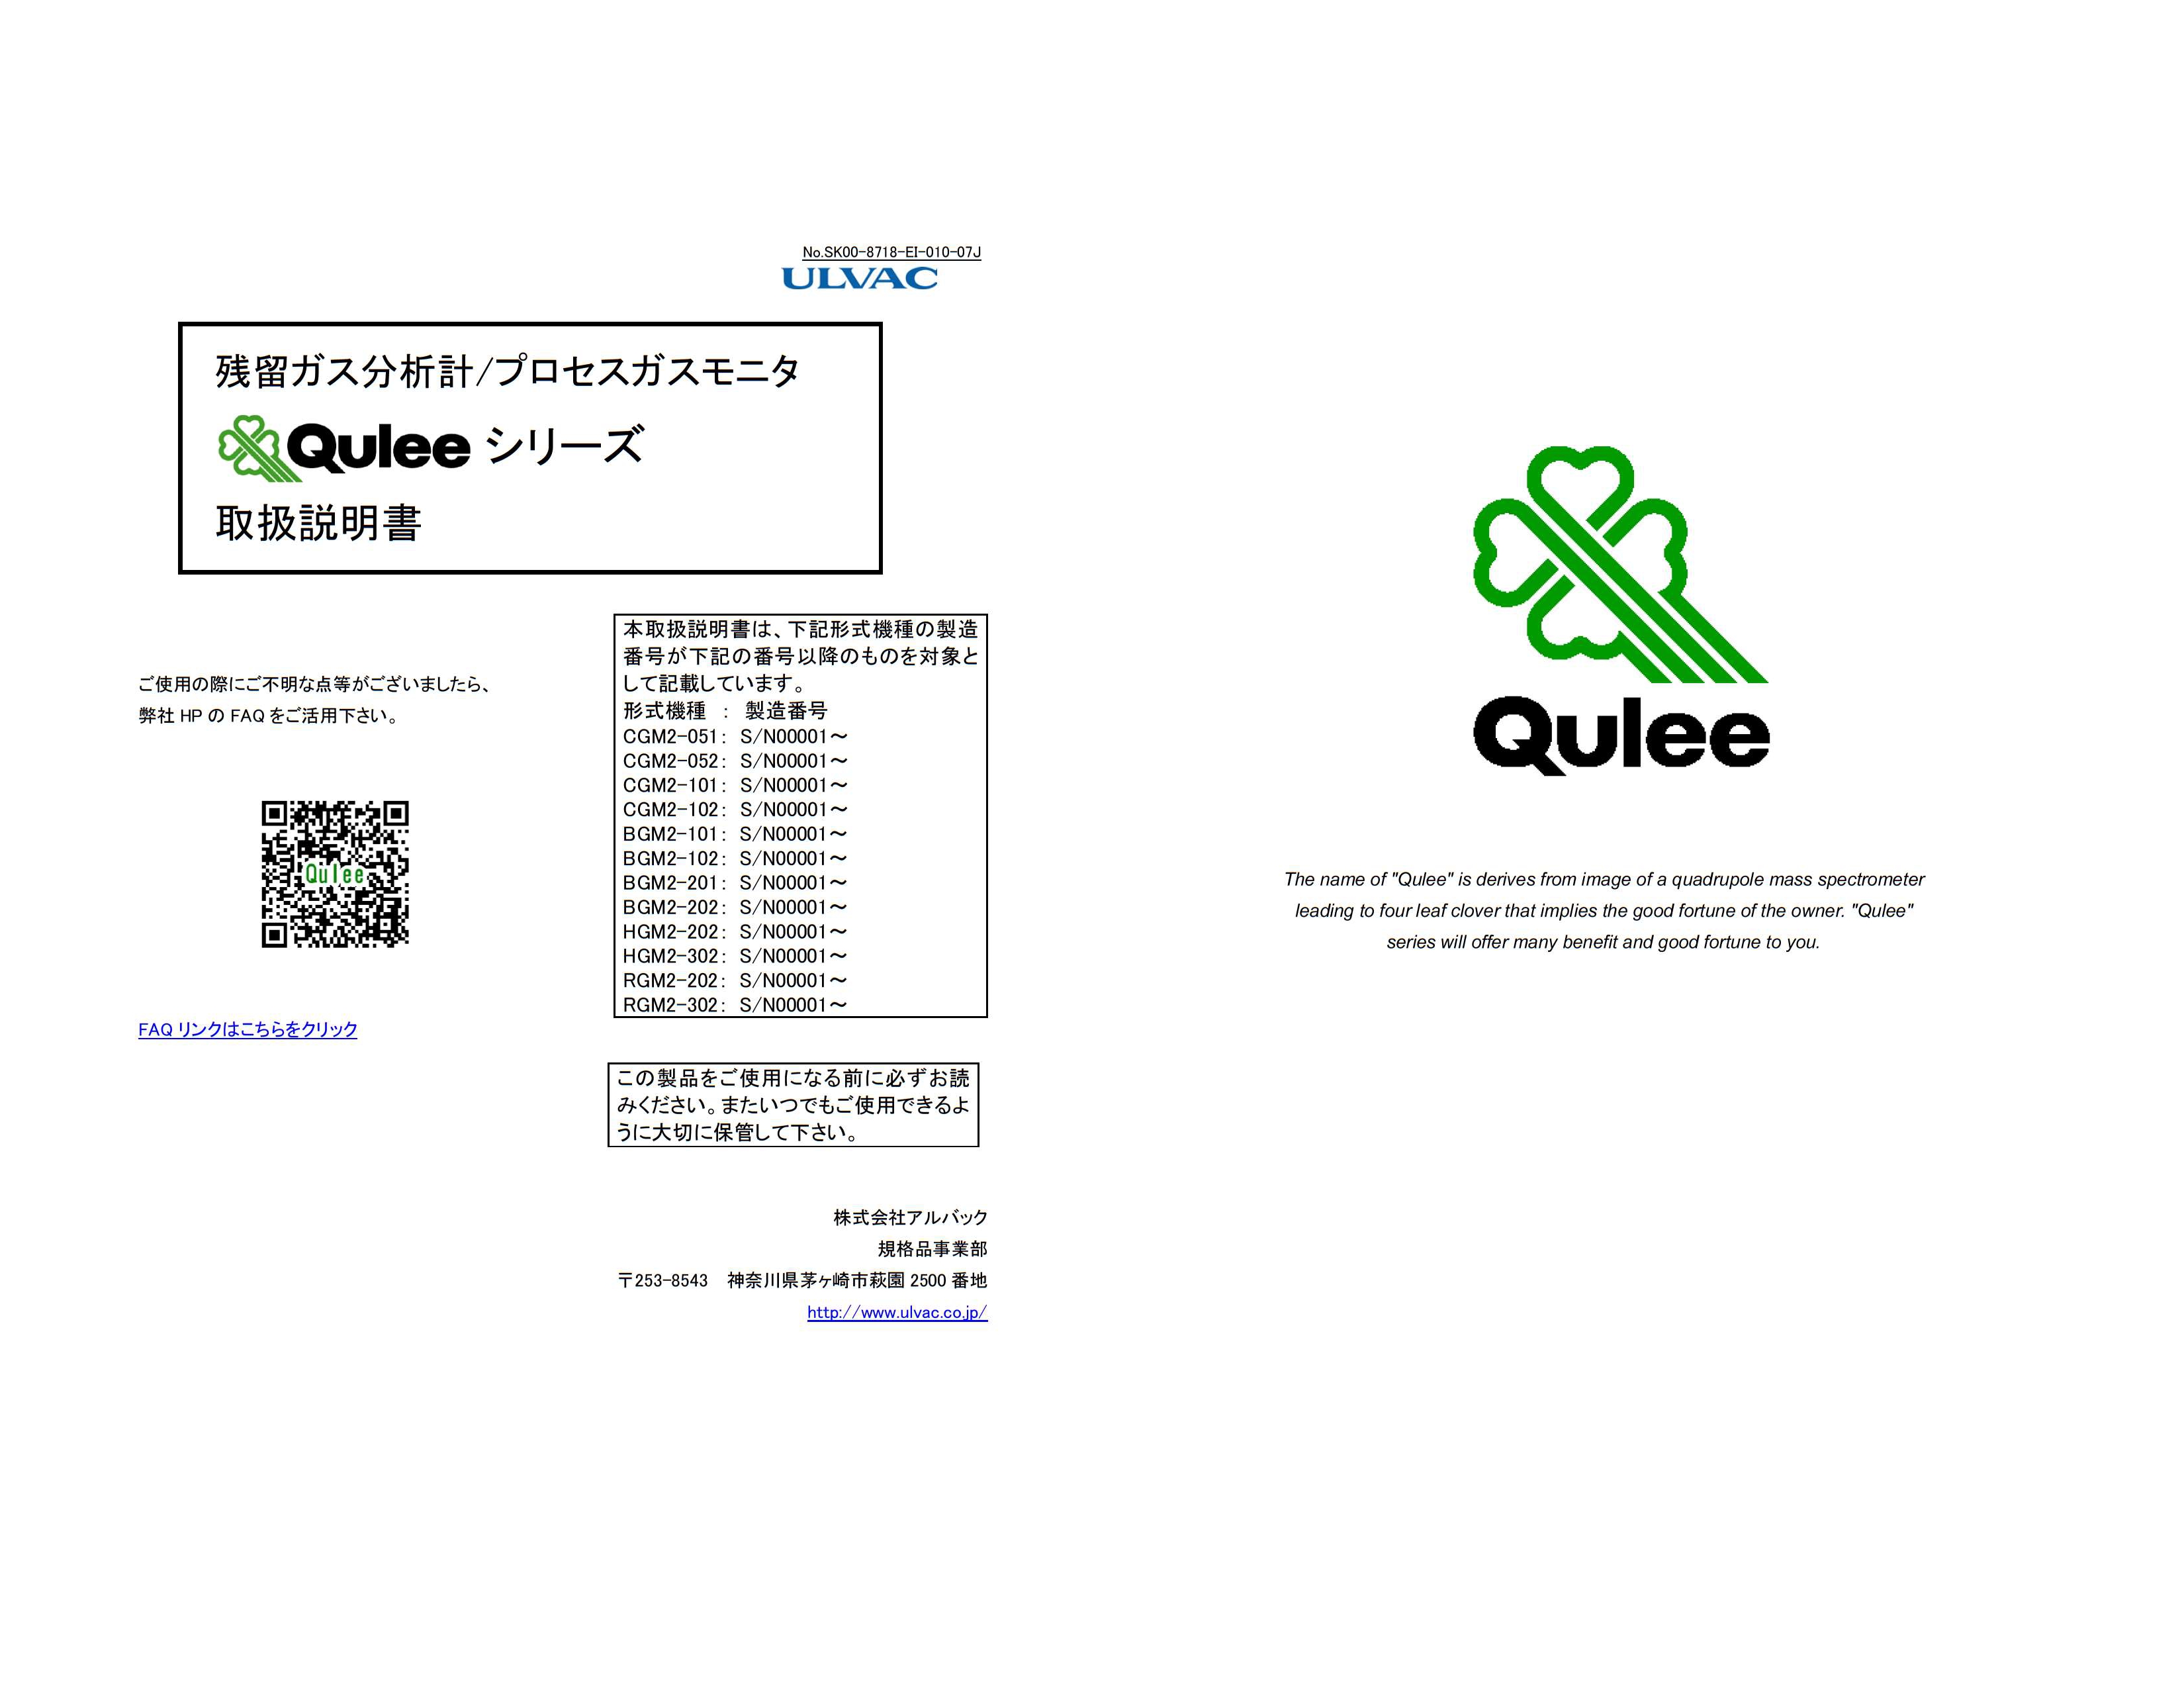 No.SK00-8718-EI-010-07J
ULVAC
残留ガス分析計/プロセスガスモニタ
Qulee シリーズ
取扱説明書
本取扱説明書は、下記形式機種の製造
番号が下記の番号以降のものを対象と
して記載しています。
形式機種 : 製造番号
CGM2-051: S/N00001～
CGM2-052: S/N00001～
CGM2-101: S/N00001～
CGM2-102: S/N00001～
BGM2-101: S/N00001～
BGM2-102: S/N00001～
BGM2-201: S/N00001～
BGM2-202: S/N00001～
HGM2-202: S/N00001～
HGM2-302: S/N00001～
RGM2-202: S/N00001～
RGM2-302: S/N00001～
ご使用の際にご不明な点等がございましたら、
弊社 HP の FAQ をご活用下さい。
Qulee
FAQ リンクはこちらをクリック
この製品をご使用になる前に必ずお読
みください。またいつでもご使用できるよ
うに大切に保管して下さい。
株式会社アルバック
規格品事業部
〒253-8543 神奈川県茅ヶ崎市萩園 2500 番地
http://www.ulvac.co.jp/
Qulee
The name of "Qulee" is derives from image of a quadrupole mass spectrometer
leading to four leaf clover that implies the good fortune of the owner. "Qulee"
series will offer many benefit and good fortune to you.